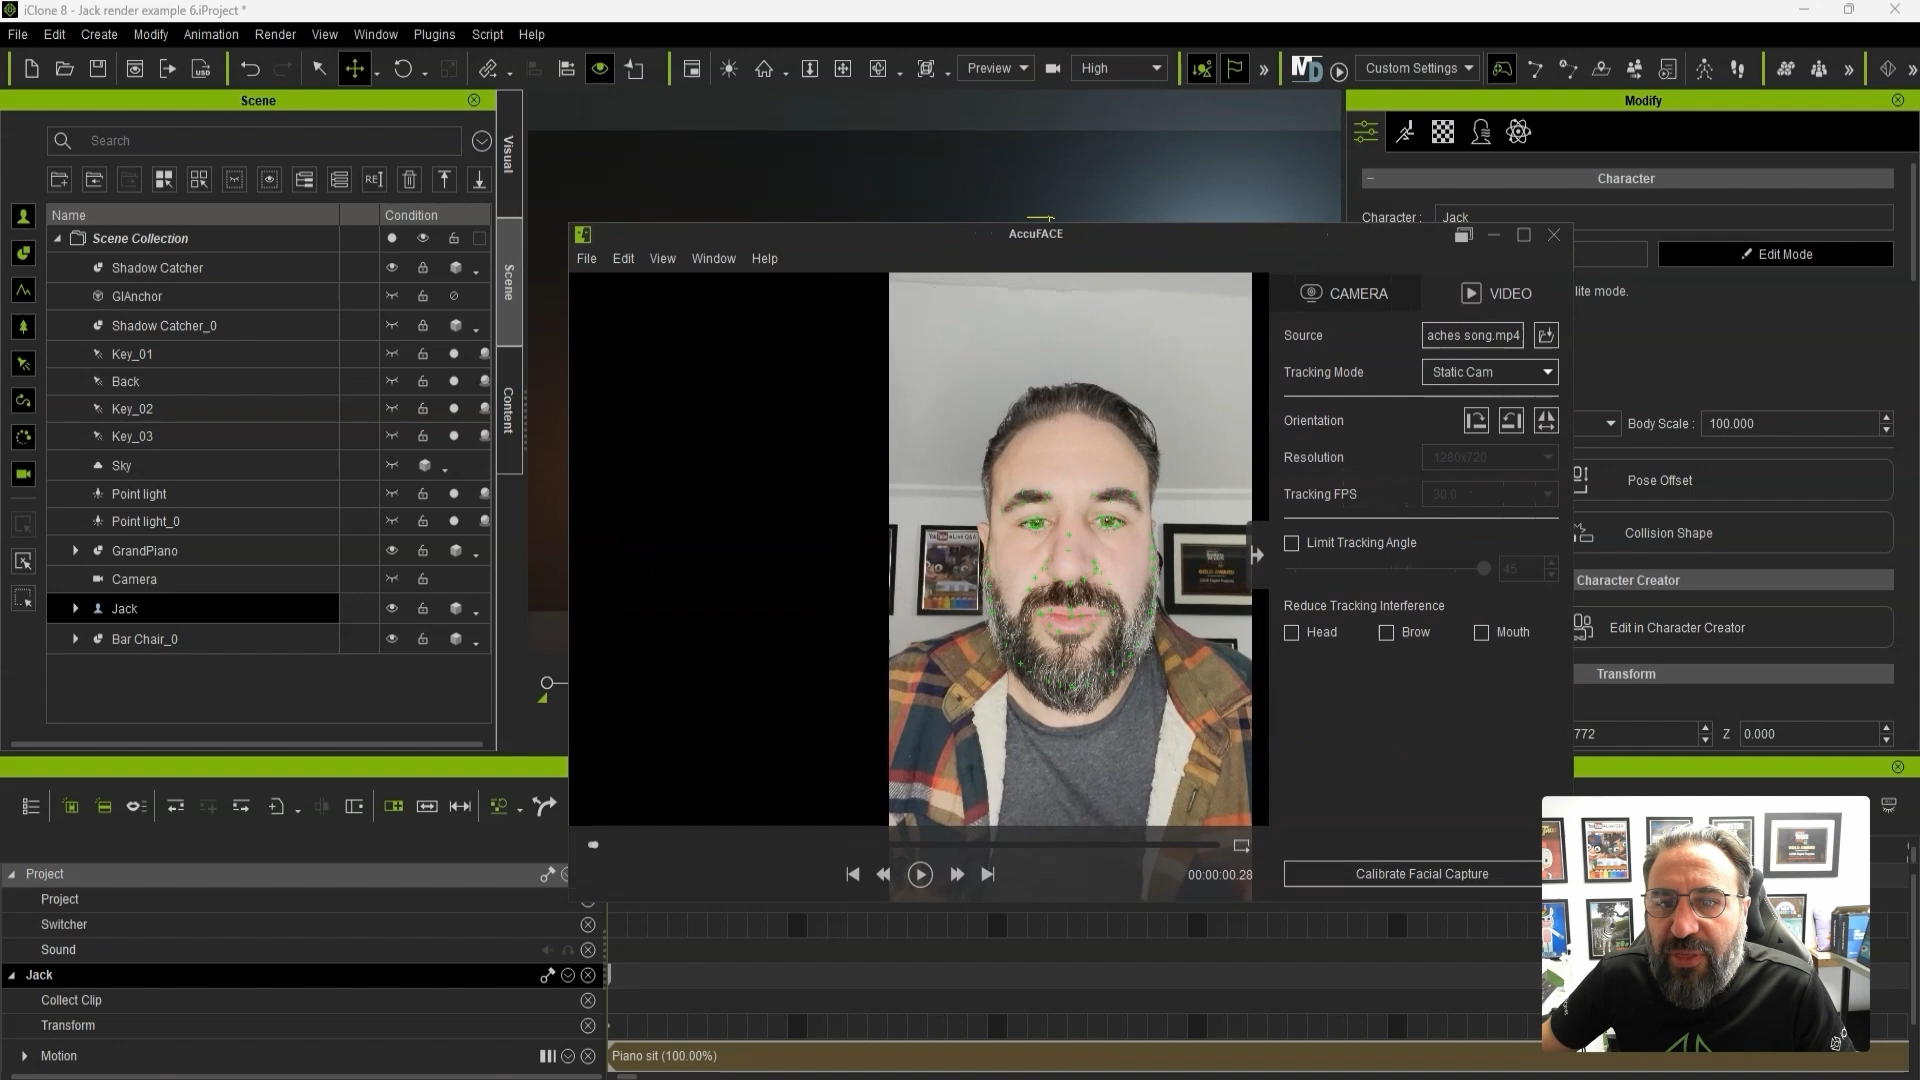 iClone 8 - Jack render example 6.iProject *
File Edit Create Modify Animation Render View Window Plugins Script Help
Preview High Custom Settings
Scene
Modify
Search
Visual
Scene
Content
Name Condition
Scene Collection
Shadow Catcher
GIAnchor
Shadow Catcher_0
Key_01
Back
Key_02
Key_03
Sky
Point light
Point light_0
GrandPiano
Camera
Jack
Bar Chair_0
AccuFACE
File Edit View Window Help
CAMERA VIDEO
Source aches song.mp4
Tracking Mode Static Cam
Orientation
Resolution 1280x720
Tracking FPS 30.0
Limit Tracking Angle
45
Reduce Tracking Interference
Head Brow Mouth
00:00:00.28
Calibrate Facial Capture
Character
Character : Jack
Edit Mode
lite mode.
Body Scale : 100.000
Pose Offset
Collision Shape
Character Creator
Edit in Character Creator
Transform
772 Z 0.000
Project
Project
Switcher
Sound
Jack
Collect Clip
Transform
Motion
Piano sit (100.00%)